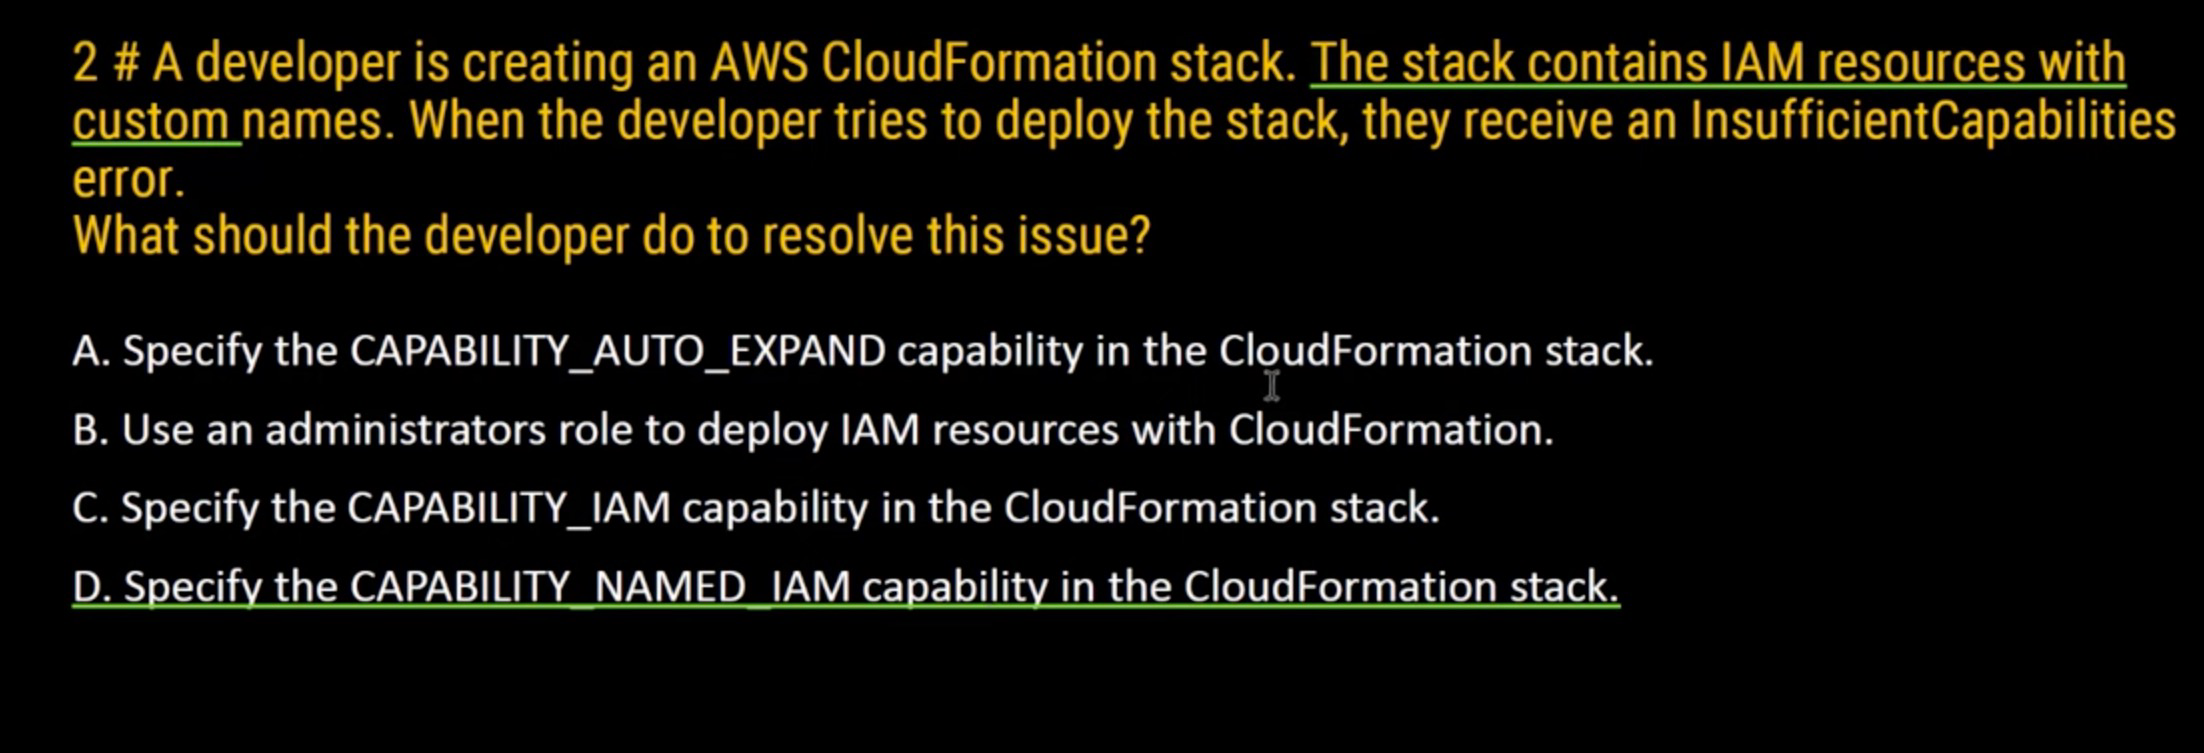 2 # A developer is creating an AWS CloudFormation stack. The stack contains IAM resources with
custom names. When the developer tries to deploy the stack, they receive an InsufficientCapabilities
error.
What should the developer do to resolve this issue?
A. Specify the CAPABILITY_AUTO_EXPAND capability in the CloudFormation stack.
B. Use an administrators role to deploy IAM resources with CloudFormation.
C. Specify the CAPABILITY_IAM capability in the CloudFormation stack.
D. Specify the CAPABILITY_NAMED_IAM capability in the CloudFormation stack.